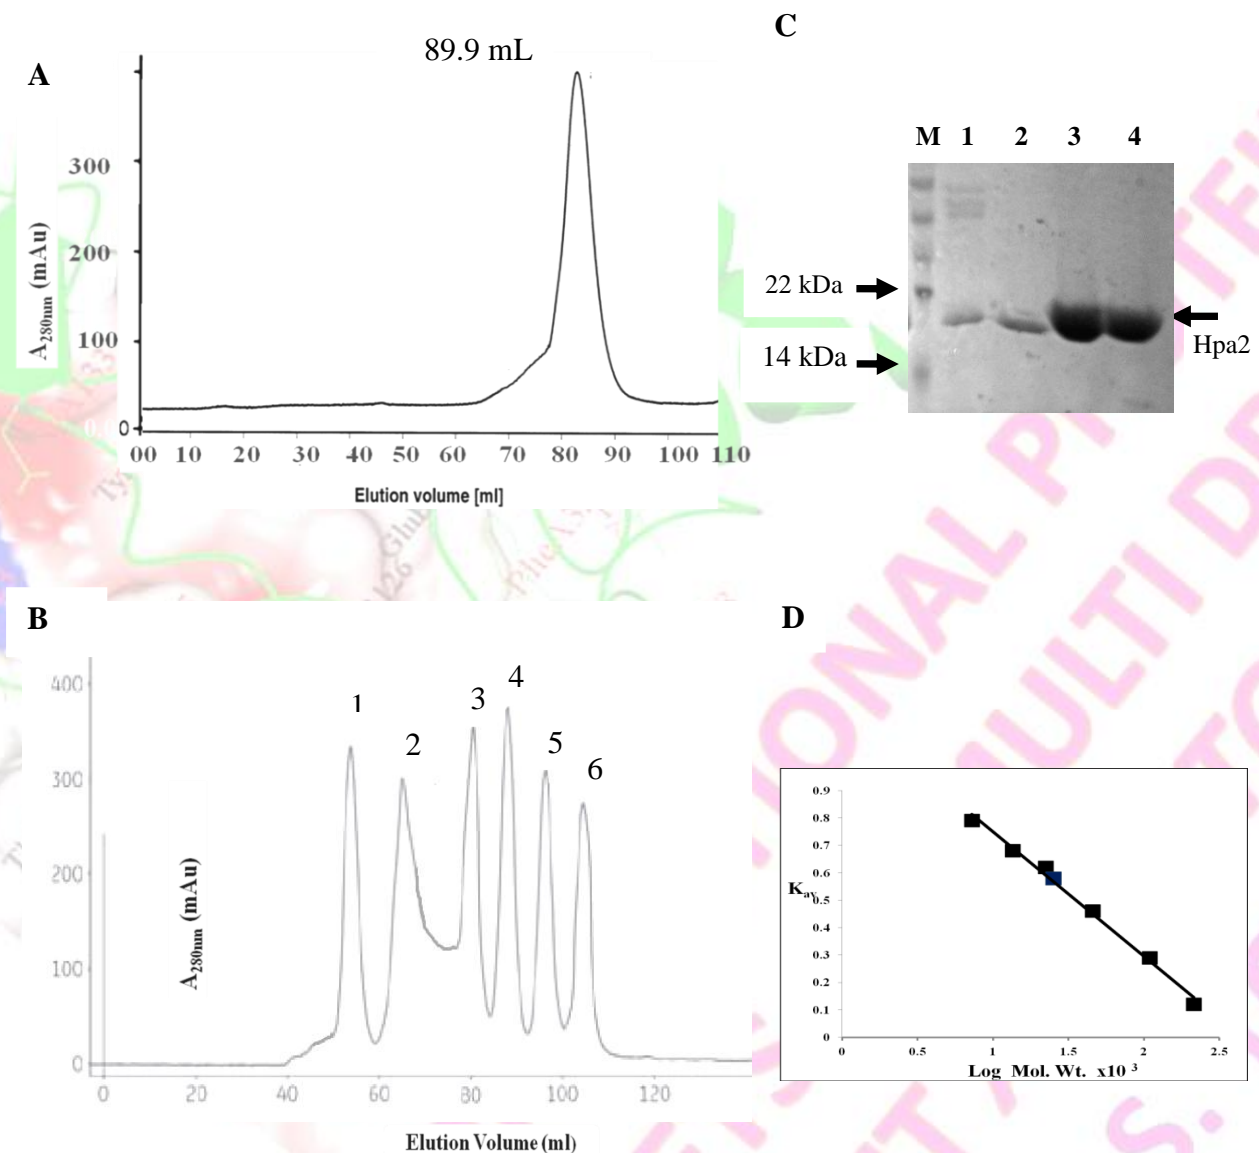 A
89.9 mL
300
200
100
0
A280nm (mAu)
00 10 20 30 40 50 60 70 80 90 100 110
Elution volume [ml]
C
M 1 2 3 4
22 kDa
14 kDa
Hpa2
B
400
300
200
100
0
A280nm (mAu)
1
2
3
4
5
6
0 20 40 60 80 100 120
Elution Volume (ml)
D
0.9
0.8
0.7
0.6
0.5
0.4
0.3
0.2
0.1
0
Kav
0 0.5 1 1.5 2 2.5
Log Mol. Wt. x10 3